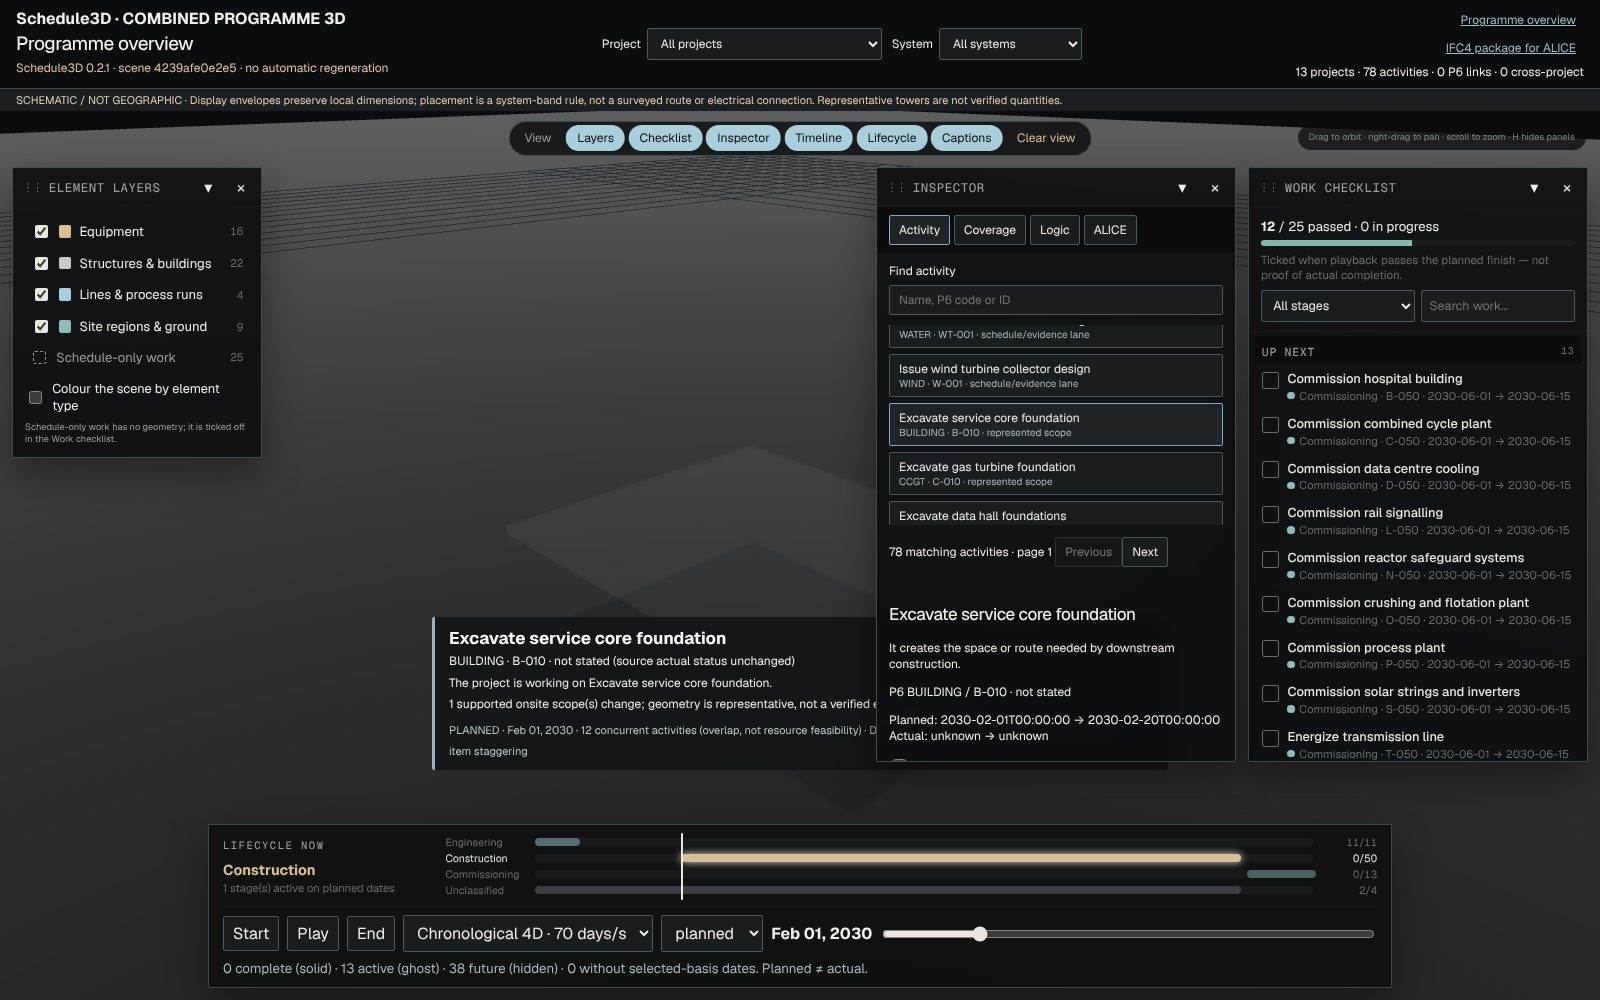 Schedule3D · COMBINED PROGRAMME 3D
Programme overview
Schedule3D 0.2.1 · scene 4239afe0e2e5 · no automatic regeneration
Project
All projects
System
All systems
Programme overview
IFC4 package for ALICE
13 projects · 78 activities · 0 P6 links · 0 cross-project
SCHEMATIC / NOT GEOGRAPHIC · Display envelopes preserve local dimensions; placement is a system-band rule, not a surveyed route or electrical connection. Representative towers are not verified quantities.
View
Layers
Checklist
Inspector
Timeline
Lifecycle
Captions
Clear view
Drag to orbit · right-drag to pan · scroll to zoom · H hides panels
ELEMENT LAYERS
Equipment 16
Structures & buildings 22
Lines & process runs 4
Site regions & ground 9
Schedule-only work 25
Colour the scene by element
type
Schedule-only work has no geometry; it is ticked off
in the Work checklist.
Excavate service core foundation
BUILDING · B-010 · not stated (source actual status unchanged)
The project is working on Excavate service core foundation.
1 supported onsite scope(s) change; geometry is representative, not a verified
PLANNED · Feb 01, 2030 · 12 concurrent activities (overlap, not resource feasibility) ·
item staggering
INSPECTOR
Activity
Coverage
Logic
ALICE
Find activity
Name, P6 code or ID
WATER · WT-001 · schedule/evidence lane
Issue wind turbine collector design
WIND · W-001 · schedule/evidence lane
Excavate service core foundation
BUILDING · B-010 · represented scope
Excavate gas turbine foundation
CCGT · C-010 · represented scope
Excavate data hall foundations
78 matching activities · page 1
Previous
Next
Excavate service core foundation
It creates the space or route needed by downstream
construction.
P6 BUILDING / B-010 · not stated
Planned: 2030-02-01T00:00:00 → 2030-02-20T00:00:00
Actual: unknown → unknown
WORK CHECKLIST
12 / 25 passed · 0 in progress
Ticked when playback passes the planned finish — not
proof of actual completion.
All stages
Search work...
UP NEXT 13
Commission hospital building
Commissioning · B-050 · 2030-06-01 → 2030-06-15
Commission combined cycle plant
Commissioning · C-050 · 2030-06-01 → 2030-06-15
Commission data centre cooling
Commissioning · D-050 · 2030-06-01 → 2030-06-15
Commission rail signalling
Commissioning · L-050 · 2030-06-01 → 2030-06-15
Commission reactor safeguard systems
Commissioning · N-050 · 2030-06-01 → 2030-06-15
Commission crushing and flotation plant
Commissioning · O-050 · 2030-06-01 → 2030-06-15
Commission process plant
Commissioning · P-050 · 2030-06-01 → 2030-06-15
Commission solar strings and inverters
Commissioning · S-050 · 2030-06-01 → 2030-06-15
Energize transmission line
Commissioning · T-050 · 2030-06-01 → 2030-06-15
LIFECYCLE NOW
Construction
1 stage(s) active on planned dates
Engineering 11/11
Construction 0/50
Commissioning 0/13
Unclassified 2/4
Start
Play
End
Chronological 4D · 70 days/s
planned
Feb 01, 2030
0 complete (solid) · 13 active (ghost) · 38 future (hidden) · 0 without selected-basis dates. Planned ≠ actual.